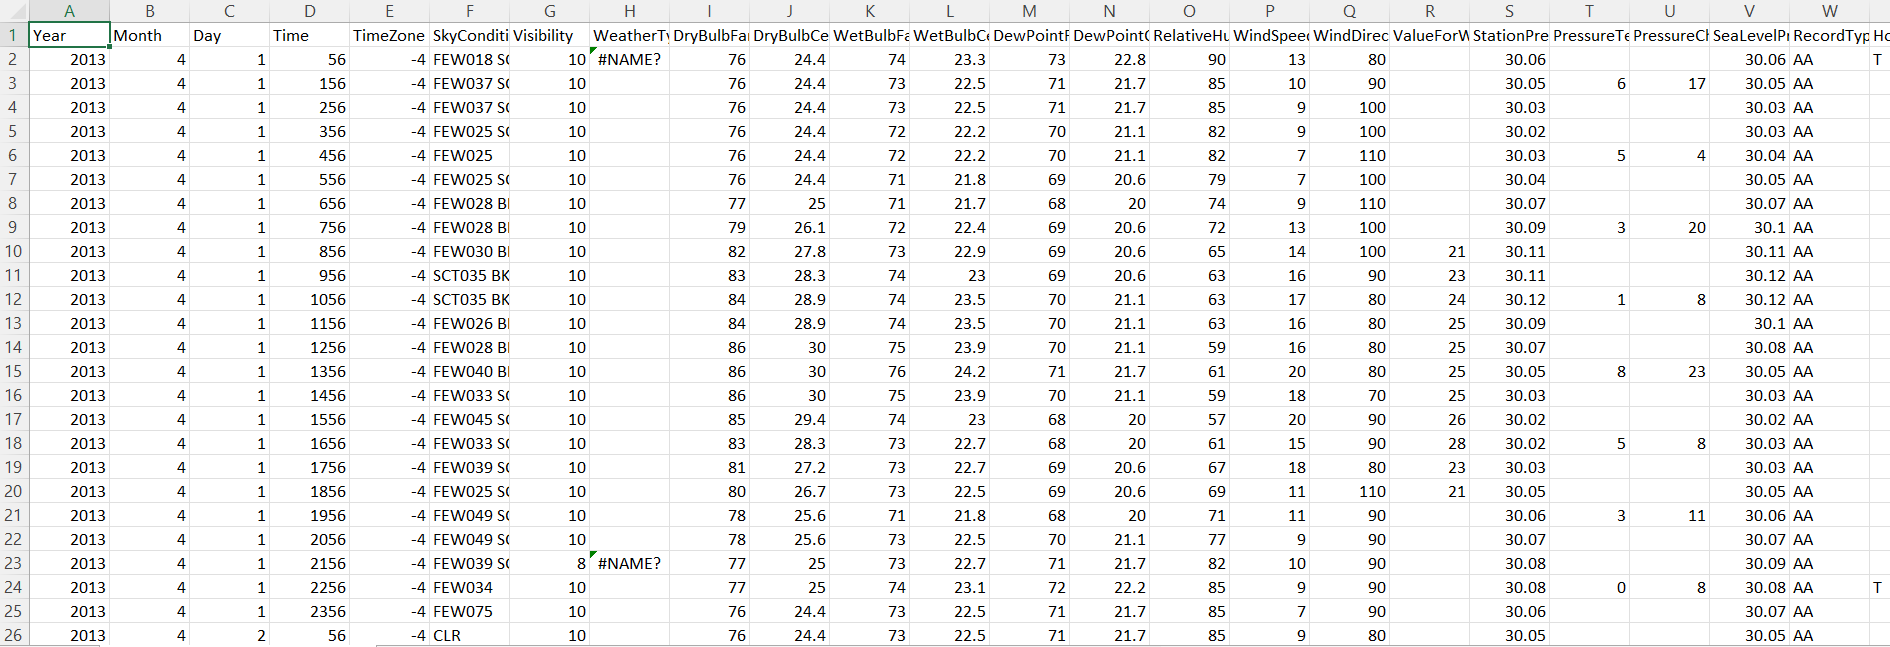 A B C D E F G H I J K L M N O P Q R S T U V W
1 Year Month Day Time TimeZone SkyConditi Visibility WeatherTy DryBulbFar DryBulbCe WetBulbFa WetBulbCe DewPointF DewPointC RelativeHu WindSpeed WindDirec ValueForW StationPre PressureTe PressureCh SeaLevelPr RecordTyp Ho
2 2013 4 1 56 -4 FEW018 SC 10 #NAME? 76 24.4 74 23.3 73 22.8 90 13 80 30.06 30.06 AA T
3 2013 4 1 156 -4 FEW037 SC 10 76 24.4 73 22.5 71 21.7 85 10 90 30.05 6 17 30.05 AA
4 2013 4 1 256 -4 FEW037 SC 10 76 24.4 73 22.5 71 21.7 85 9 100 30.03 30.03 AA
5 2013 4 1 356 -4 FEW025 SC 10 76 24.4 72 22.2 70 21.1 82 9 100 30.02 30.03 AA
6 2013 4 1 456 -4 FEW025 10 76 24.4 72 22.2 70 21.1 82 7 110 30.03 5 4 30.04 AA
7 2013 4 1 556 -4 FEW025 SC 10 76 24.4 71 21.8 69 20.6 79 7 100 30.04 30.05 AA
8 2013 4 1 656 -4 FEW028 BI 10 77 25 71 21.7 68 20 74 9 110 30.07 30.07 AA
9 2013 4 1 756 -4 FEW028 BI 10 79 26.1 72 22.4 69 20.6 72 13 100 30.09 3 20 30.1 AA
10 2013 4 1 856 -4 FEW030 BI 10 82 27.8 73 22.9 69 20.6 65 14 100 21 30.11 30.11 AA
11 2013 4 1 956 -4 SCT035 BK 10 83 28.3 74 23 69 20.6 63 16 90 23 30.11 30.12 AA
12 2013 4 1 1056 -4 SCT035 BK 10 84 28.9 74 23.5 70 21.1 63 17 80 24 30.12 1 8 30.12 AA
13 2013 4 1 1156 -4 FEW026 BI 10 84 28.9 74 23.5 70 21.1 63 16 80 25 30.09 30.1 AA
14 2013 4 1 1256 -4 FEW028 BI 10 86 30 75 23.9 70 21.1 59 16 80 25 30.07 30.08 AA
15 2013 4 1 1356 -4 FEW040 BI 10 86 30 76 24.2 71 21.7 61 20 80 25 30.05 8 23 30.05 AA
16 2013 4 1 1456 -4 FEW033 SC 10 86 30 75 23.9 70 21.1 59 18 70 25 30.03 30.03 AA
17 2013 4 1 1556 -4 FEW045 SC 10 85 29.4 74 23 68 20 57 20 90 26 30.02 30.02 AA
18 2013 4 1 1656 -4 FEW033 SC 10 83 28.3 73 22.7 68 20 61 15 90 28 30.02 5 8 30.03 AA
19 2013 4 1 1756 -4 FEW039 SC 10 81 27.2 73 22.7 69 20.6 67 18 80 23 30.03 30.03 AA
20 2013 4 1 1856 -4 FEW025 SC 10 80 26.7 73 22.5 69 20.6 69 11 110 21 30.05 30.05 AA
21 2013 4 1 1956 -4 FEW049 SC 10 78 25.6 71 21.8 68 20 71 11 90 30.06 3 11 30.06 AA
22 2013 4 1 2056 -4 FEW049 SC 10 78 25.6 73 22.5 70 21.1 77 9 90 30.07 30.07 AA
23 2013 4 1 2156 -4 FEW039 SC 8 #NAME? 77 25 73 22.7 71 21.7 82 10 90 30.08 30.09 AA
24 2013 4 1 2256 -4 FEW034 10 77 25 74 23.1 72 22.2 85 9 90 30.08 0 8 30.08 AA T
25 2013 4 1 2356 -4 FEW075 10 76 24.4 73 22.5 71 21.7 85 7 90 30.06 30.07 AA
26 2013 4 2 56 -4 CLR 10 76 24.4 73 22.5 71 21.7 85 9 80 30.05 30.05 AA